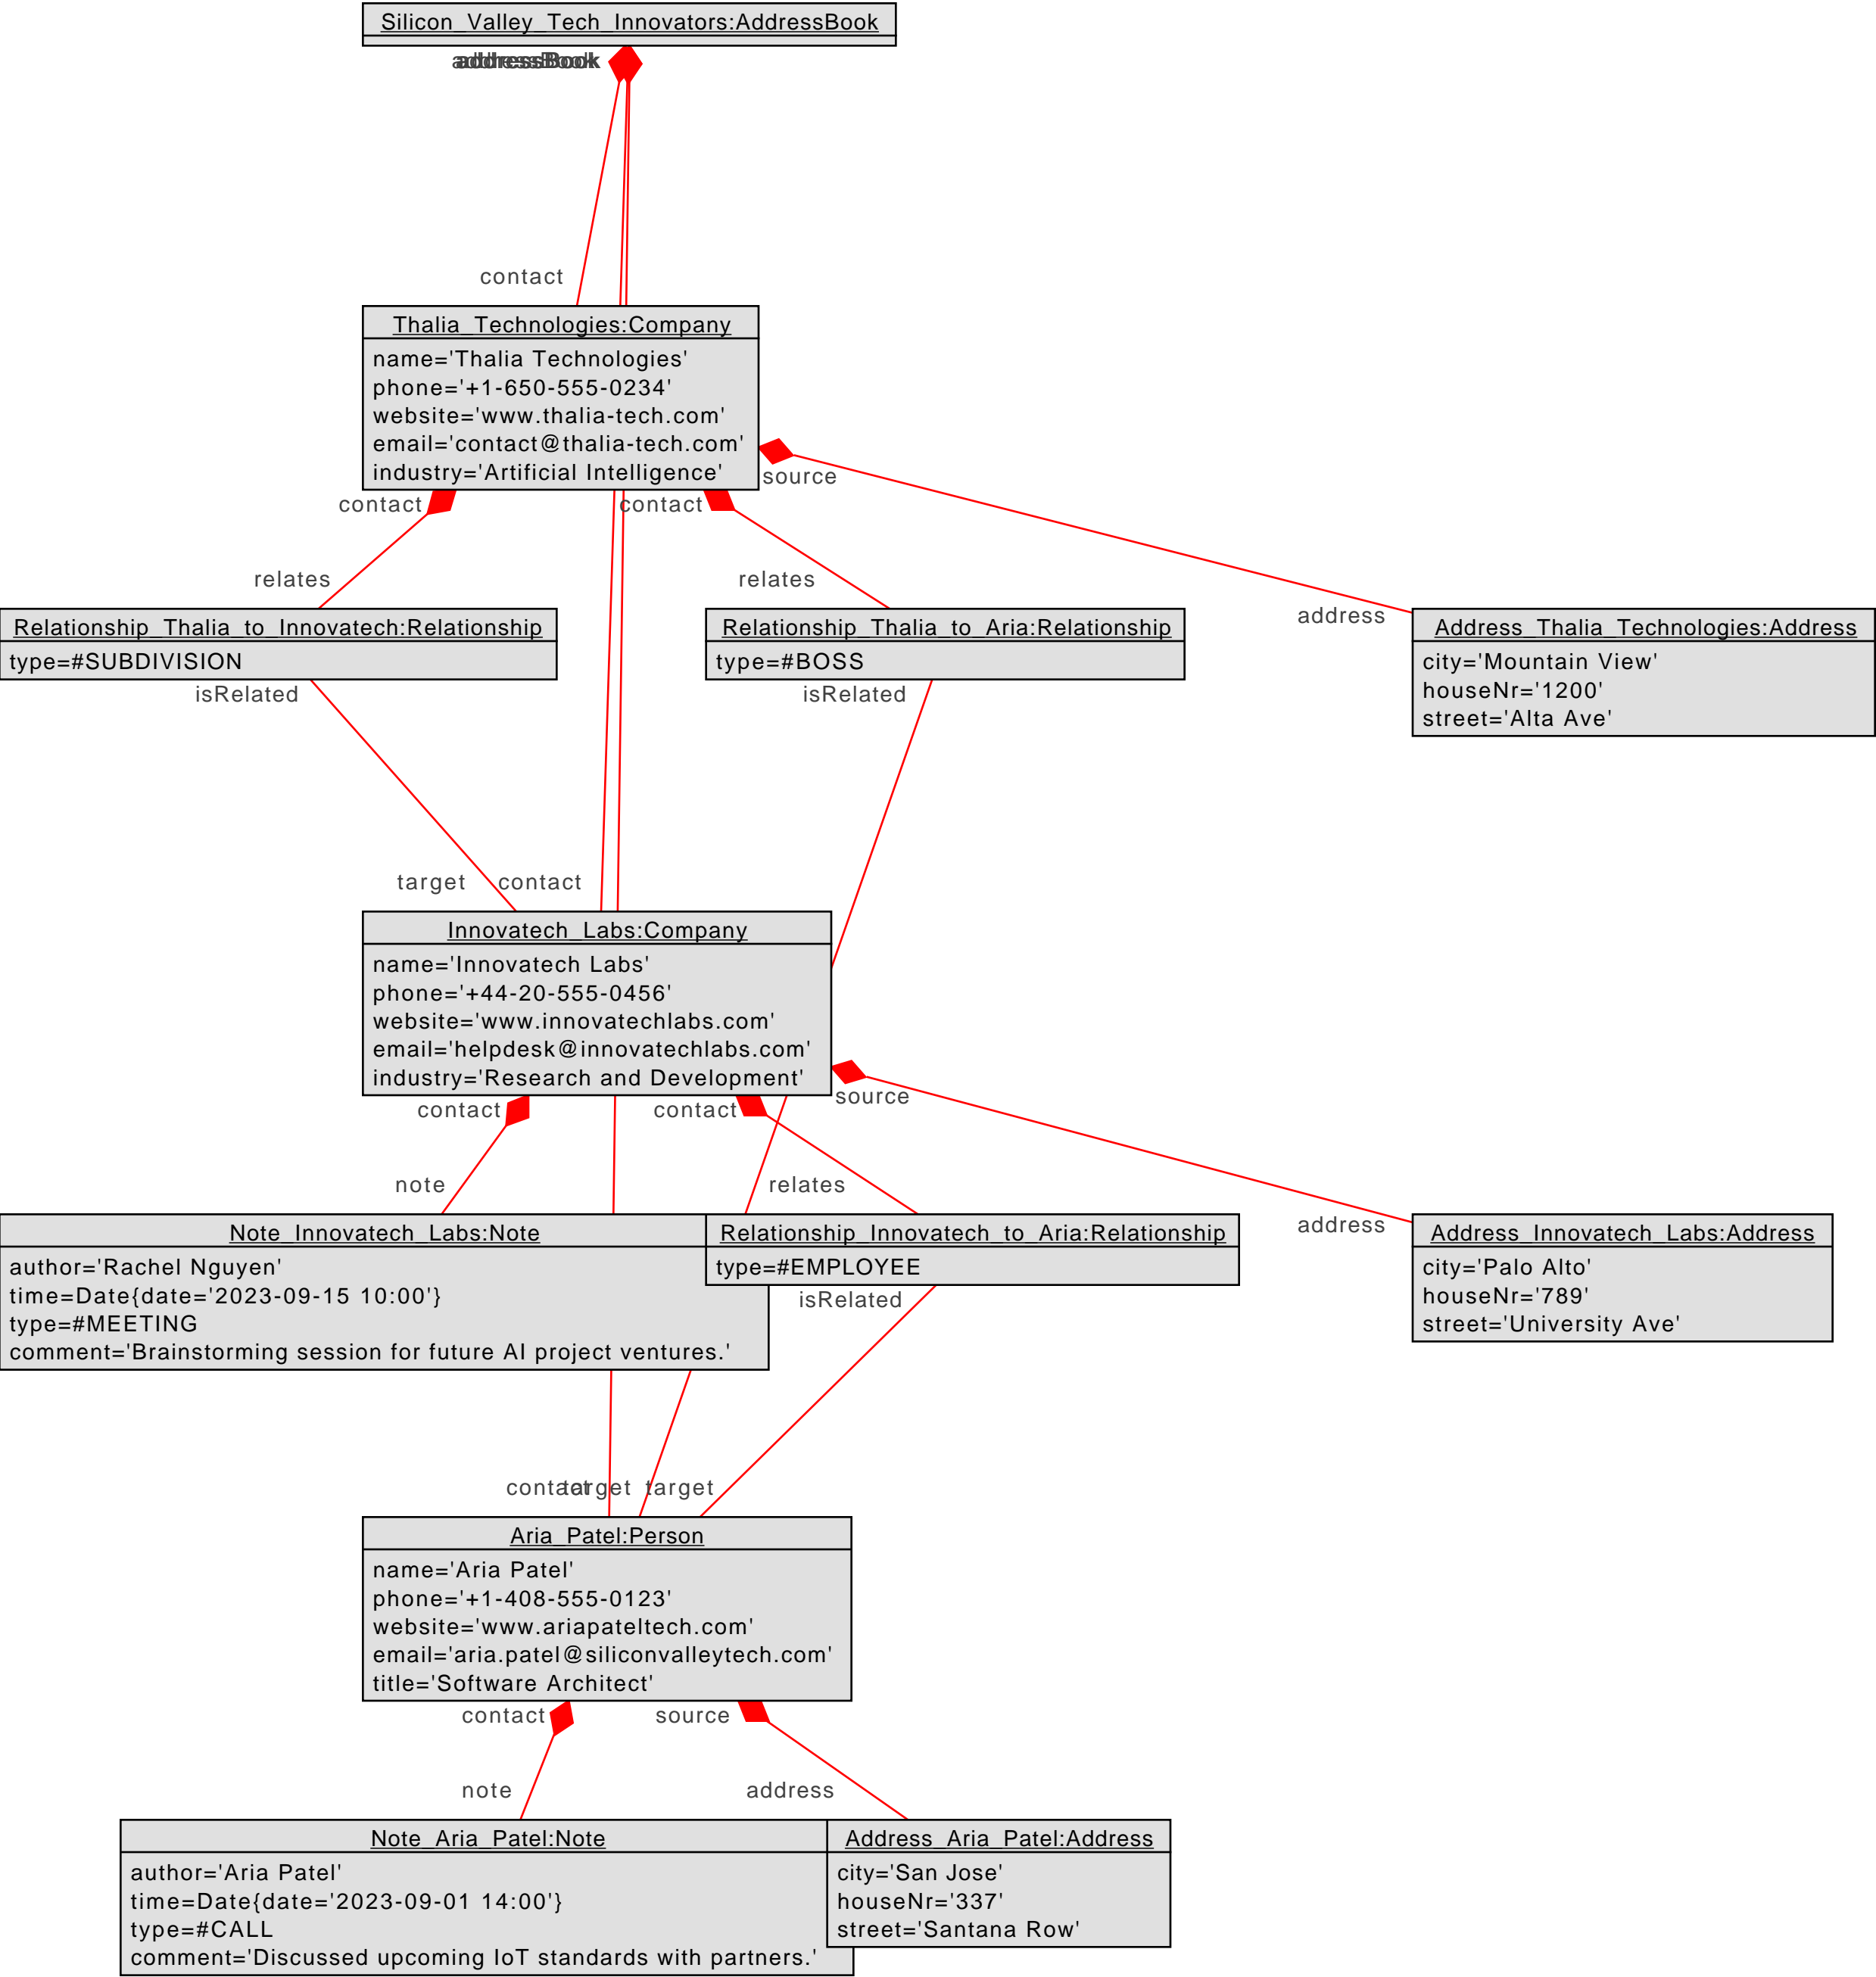 Silicon_Valley_Tech_Innovators:AddressBook
addressBook
contact
Thalia_Technologies:Company
name='Thalia Technologies'
phone='+1-650-555-0234'
website='www.thalia-tech.com'
email='contact@thalia-tech.com'
industry='Artificial Intelligence'
source
contact
contact
relates
relates
address
Relationship_Thalia_to_Innovatech:Relationship
type=#SUBDIVISION
Relationship_Thalia_to_Aria:Relationship
type=#BOSS
Address_Thalia_Technologies:Address
city='Mountain View'
houseNr='1200'
street='Alta Ave'
isRelated
isRelated
target
contact
Innovatech_Labs:Company
name='Innovatech Labs'
phone='+44-20-555-0456'
website='www.innovatechlabs.com'
email='helpdesk@innovatechlabs.com'
industry='Research and Development'
source
contact
contact
note
relates
address
Note_Innovatech_Labs:Note
author='Rachel Nguyen'
time=Date{date='2023-09-15 10:00'}
type=#MEETING
comment='Brainstorming session for future AI project ventures.'
Relationship_Innovatech_to_Aria:Relationship
type=#EMPLOYEE
Address_Innovatech_Labs:Address
city='Palo Alto'
houseNr='789'
street='University Ave'
isRelated
contact
target
target
Aria_Patel:Person
name='Aria Patel'
phone='+1-408-555-0123'
website='www.ariapateltech.com'
email='aria.patel@siliconvalleytech.com'
title='Software Architect'
contact
source
note
address
Note_Aria_Patel:Note
author='Aria Patel'
time=Date{date='2023-09-01 14:00'}
type=#CALL
comment='Discussed upcoming IoT standards with partners.'
Address_Aria_Patel:Address
city='San Jose'
houseNr='337'
street='Santana Row'